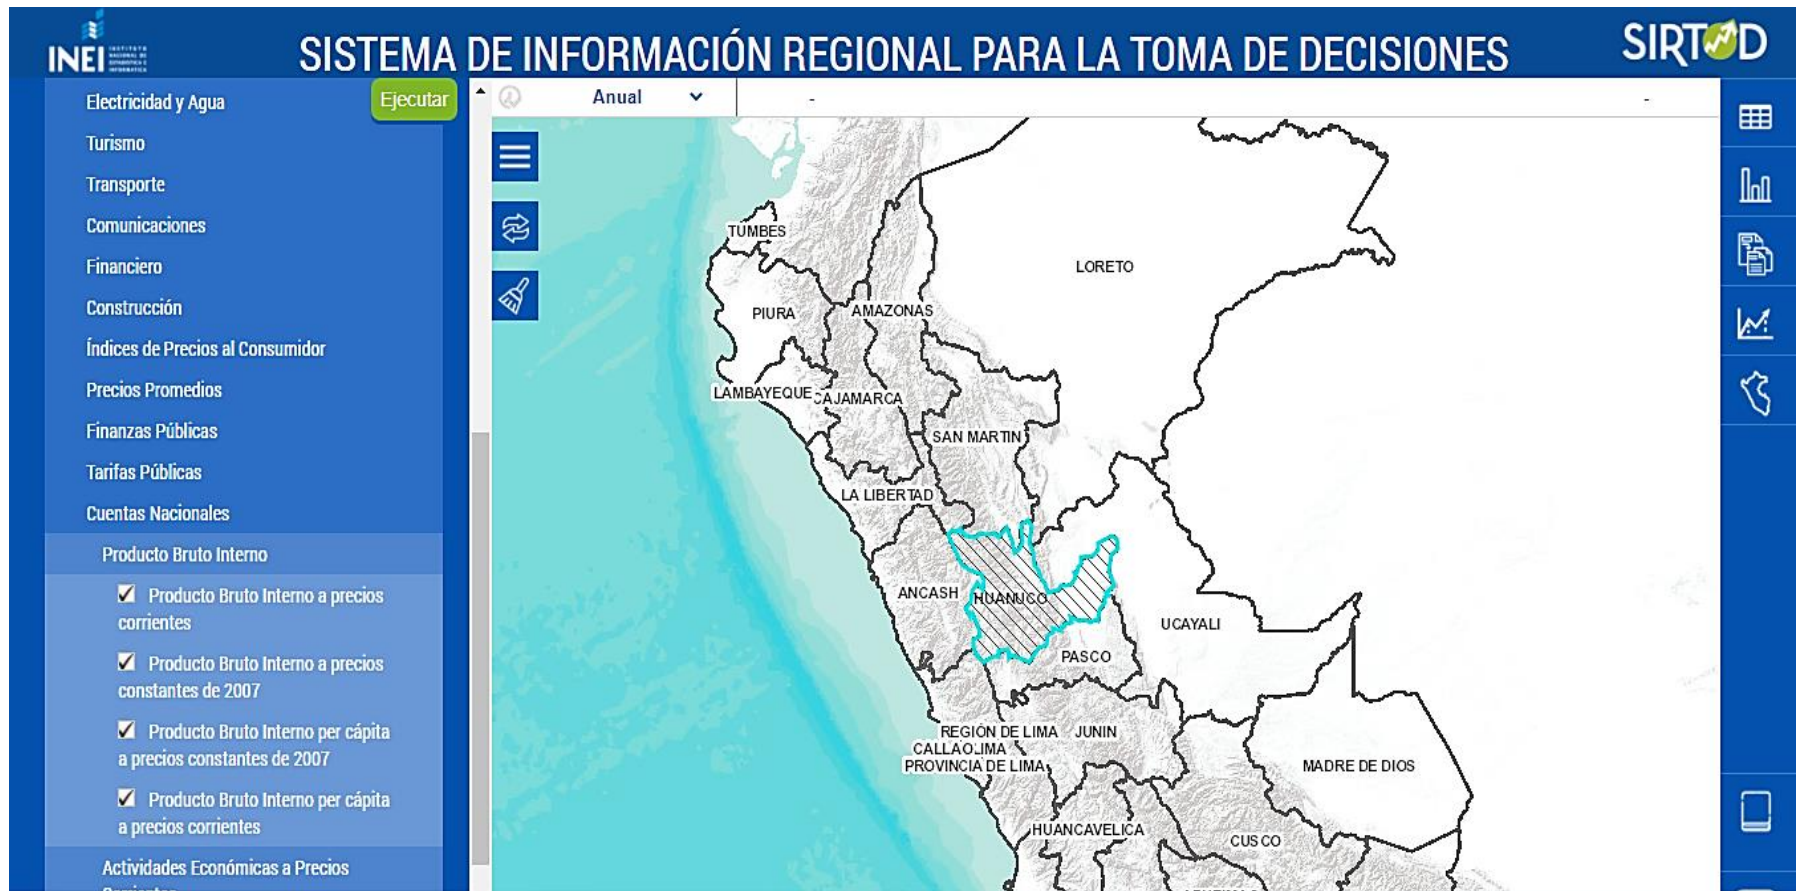 INEI
INSTITUTO
NACIONAL DE
ESTADÍSTICA E
INFORMÁTICA
SISTEMA DE INFORMACIÓN REGIONAL PARA LA TOMA DE DECISIONES
SIRTOD
Electricidad y Agua
Ejecutar
Turismo
Transporte
Comunicaciones
Financiero
Construcción
Índices de Precios al Consumidor
Precios Promedios
Finanzas Públicas
Tarifas Públicas
Cuentas Nacionales
Producto Bruto Interno
Producto Bruto Interno a precios
corrientes
Producto Bruto Interno a precios
constantes de 2007
Producto Bruto Interno per cápita
a precios constantes de 2007
Producto Bruto Interno per cápita
a precios corrientes
Actividades Económicas a Precios
Anual
-
-
TUMBES
LORETO
PIURA
AMAZONAS
LAMBAYEQUE
CAJAMARCA
SAN MARTIN
LA LIBERTAD
ANCASH
HUANUCO
UCAYALI
PASCO
REGIÓN DE LIMA
JUNIN
CALLAO
LIMA
PROVINCIA DE LIMA
MADRE DE DIOS
HUANCAVELICA
CUSCO